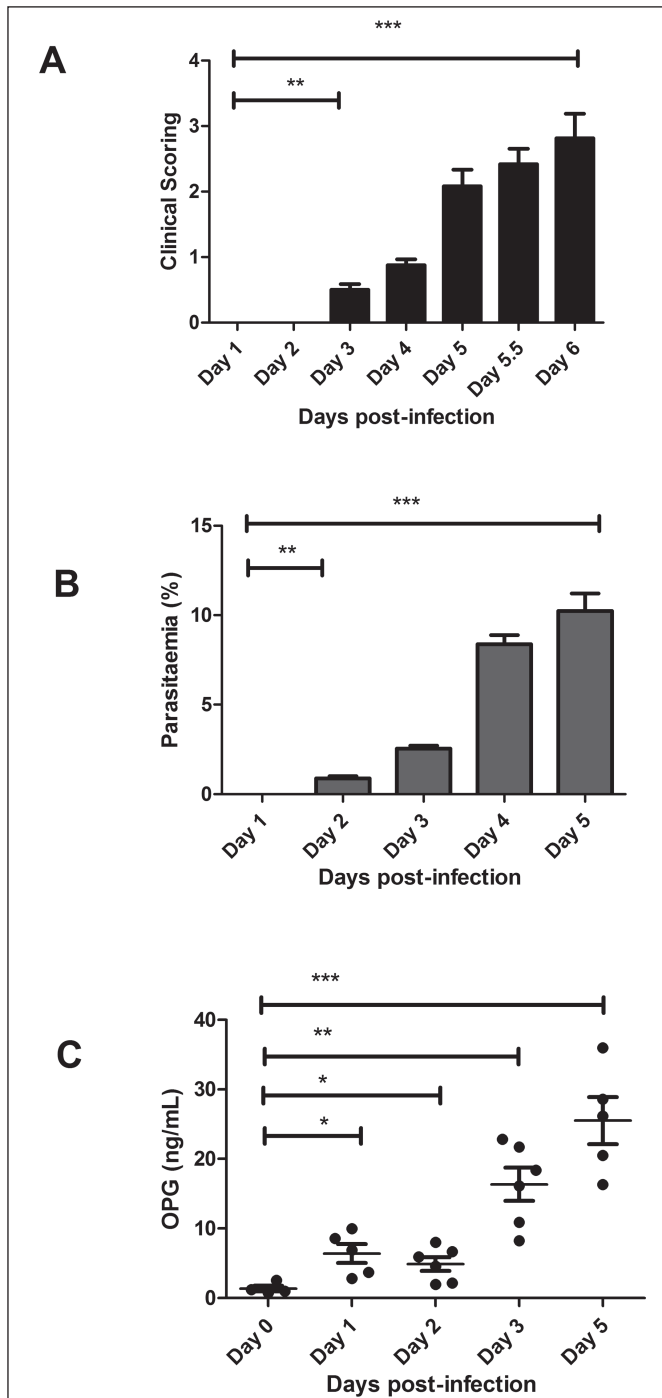 A
***
**
Clinical Scoring
4
3
2
1
0
Day 1
Day 2
Day 3
Day 4
Day 5
Day 5.5
Day 6
Days post-infection
B
***
**
Parasitaemia (%)
15
10
5
0
Day 1
Day 2
Day 3
Day 4
Day 5
Days post-infection
C
***
**
*
*
OPG (ng/mL)
40
30
20
10
0
Day 0
Day 1
Day 2
Day 3
Day 5
Days post-infection